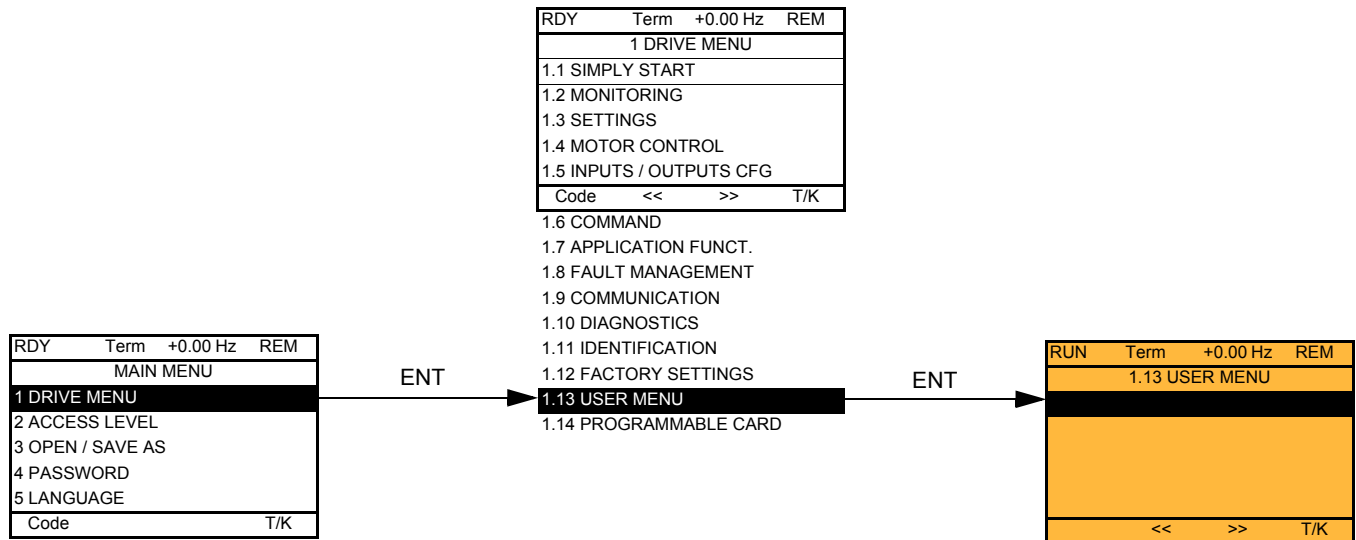 RDY Term +0.00 Hz REM
1 DRIVE MENU
1.1 SIMPLY START
1.2 MONITORING
1.3 SETTINGS
1.4 MOTOR CONTROL
1.5 INPUTS / OUTPUTS CFG
Code << >> T/K
1.6 COMMAND
1.7 APPLICATION FUNCT.
1.8 FAULT MANAGEMENT
1.9 COMMUNICATION
1.10 DIAGNOSTICS
1.11 IDENTIFICATION
1.12 FACTORY SETTINGS
1.13 USER MENU
1.14 PROGRAMMABLE CARD
RDY Term +0.00 Hz REM
MAIN MENU
1 DRIVE MENU
2 ACCESS LEVEL
3 OPEN / SAVE AS
4 PASSWORD
5 LANGUAGE
Code T/K
ENT
ENT
RUN Term +0.00 Hz REM
1.13 USER MENU
<< >> T/K